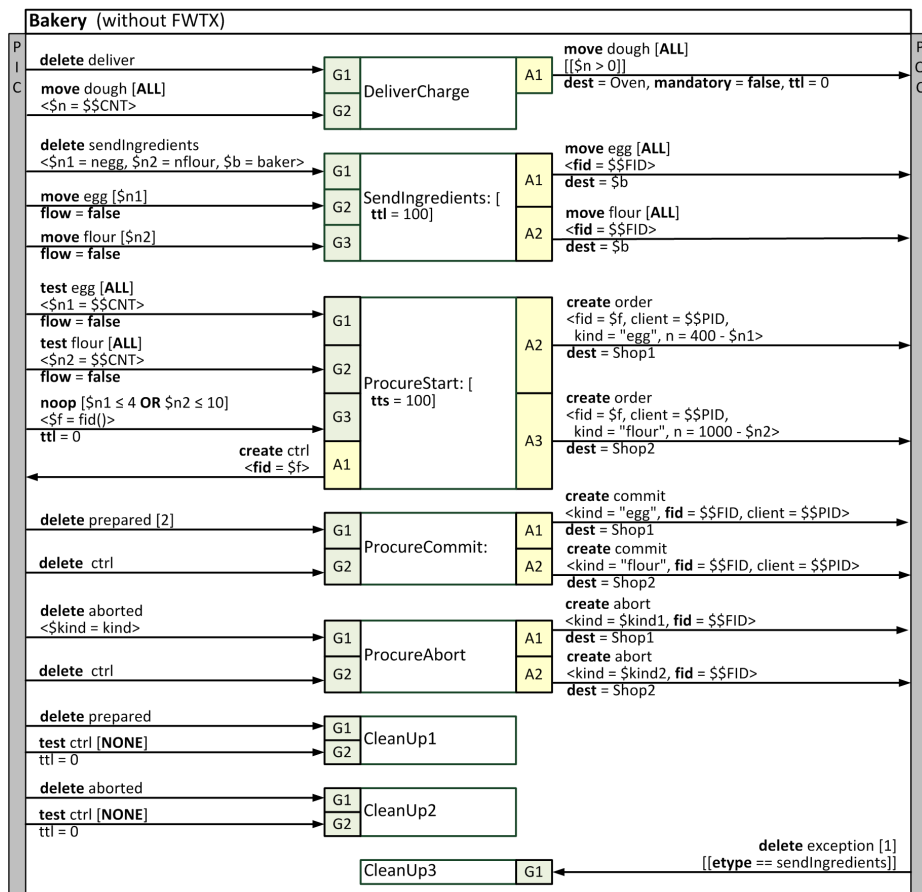 Bakery (without FWTX)
P
I
C
P
O
C
delete deliver
G1
move dough [ALL]
<$n = $$CNT>
G2
DeliverCharge
A1
move dough [ALL]
[[$n > 0]]
dest = Oven, mandatory = false, ttl = 0
delete sendIngredients
<$n1 = negg, $n2 = nflour, $b = baker>
G1
move egg [$n1]
flow = false
G2
move flour [$n2]
flow = false
G3
SendIngredients: [
ttl = 100]
A1
move egg [ALL]
<fid = $$FID>
dest = $b
A2
move flour [ALL]
<fid = $$FID>
dest = $b
test egg [ALL]
<$n1 = $$CNT>
flow = false
G1
test flour [ALL]
<$n2 = $$CNT>
flow = false
G2
noop [$n1 ≤ 4 OR $n2 ≤ 10]
<$f = fid()>
ttl = 0
G3
create ctrl
<fid = $f>
A1
ProcureStart: [
tts = 100]
A2
create order
<fid = $f, client = $$PID,
kind = "egg", n = 400 - $n1>
dest = Shop1
A3
create order
<fid = $f, client = $$PID,
kind = "flour", n = 1000 - $n2>
dest = Shop2
delete prepared [2]
G1
delete ctrl
G2
ProcureCommit:
A1
create commit
<kind = "egg", fid = $$FID, client = $$PID>
dest = Shop1
A2
create commit
<kind = "flour", fid = $$FID, client = $$PID>
dest = Shop2
delete aborted
<$kind = kind>
G1
delete ctrl
G2
ProcureAbort
A1
create abort
<kind = $kind1, fid = $$FID>
dest = Shop1
A2
create abort
<kind = $kind2, fid = $$FID>
dest = Shop2
delete prepared
G1
test ctrl [NONE]
ttl = 0
G2
CleanUp1
delete aborted
G1
test ctrl [NONE]
ttl = 0
G2
CleanUp2
CleanUp3
G1
delete exception [1]
[[etype == sendIngredients]]